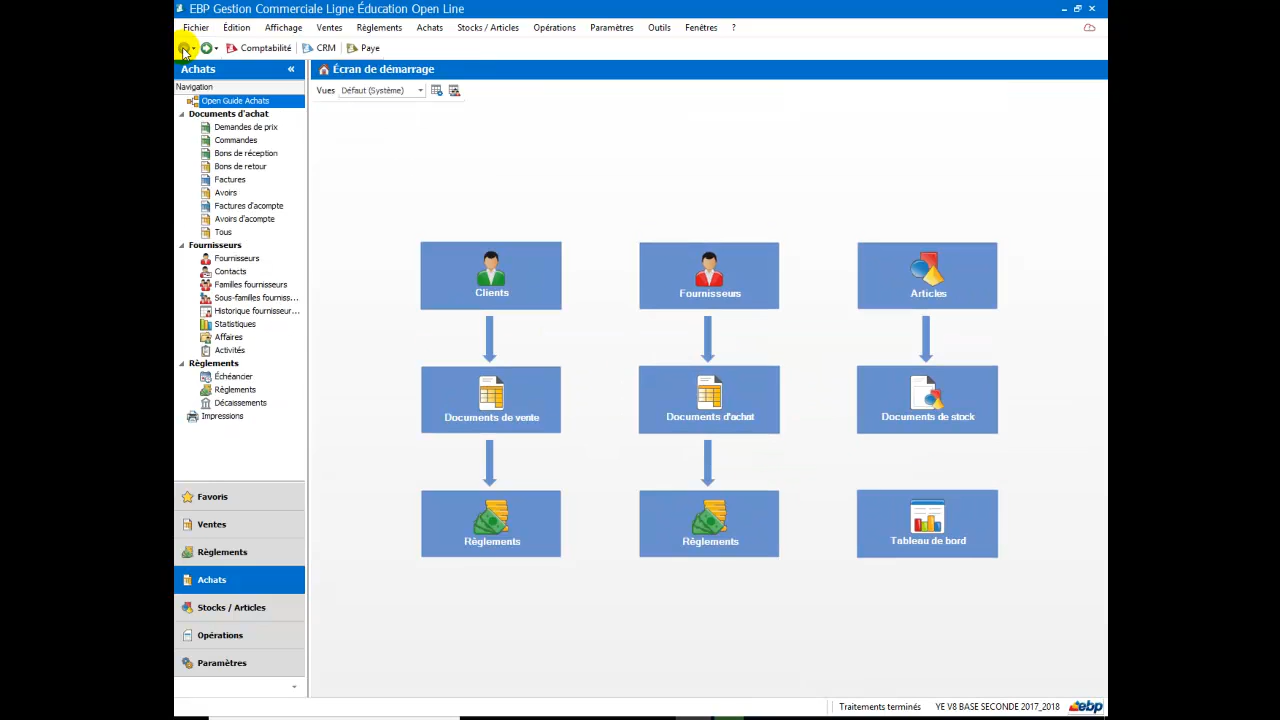 EBP Gestion Commerciale Ligne Éducation Open Line
Fichier Édition Affichage Ventes Règlements Achats Stocks / Articles Opérations Paramètres Outils Fenêtres ?
Comptabilité CRM Paye
Achats «
Navigation
Open Guide Achats
Documents d'achat
Demandes de prix
Commandes
Bons de réception
Bons de retour
Factures
Avoirs
Factures d'acompte
Avoirs d'acompte
Tous
Fournisseurs
Fournisseurs
Contacts
Familles fournisseurs
Sous-familles fourniss...
Historique fournisseur...
Statistiques
Affaires
Activités
Règlements
Échéancier
Règlements
Décaissements
Impressions
Favoris
Ventes
Règlements
Achats
Stocks / Articles
Opérations
Paramètres
Écran de démarrage
Vues Défaut (Système)
Clients
Fournisseurs
Articles
Documents de vente
Documents d'achat
Documents de stock
Règlements
Règlements
Tableau de bord
Traitements terminés YE V8 BASE SECONDE 2017_2018 ebp